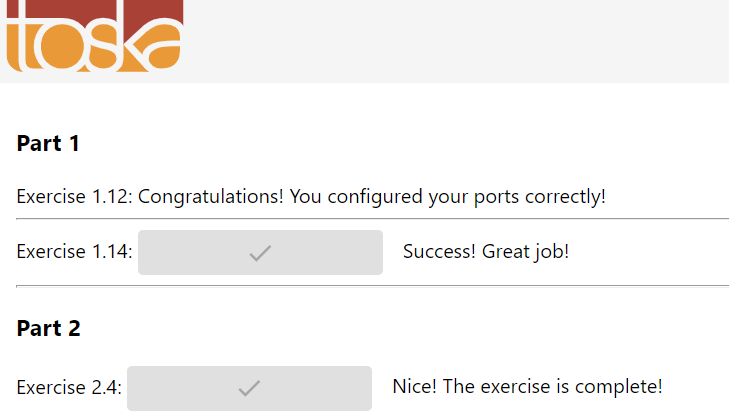 toska
Part 1
Exercise 1.12: Congratulations! You configured your ports correctly!
Exercise 1.14: Success! Great job!
Part 2
Exercise 2.4: Nice! The exercise is complete!